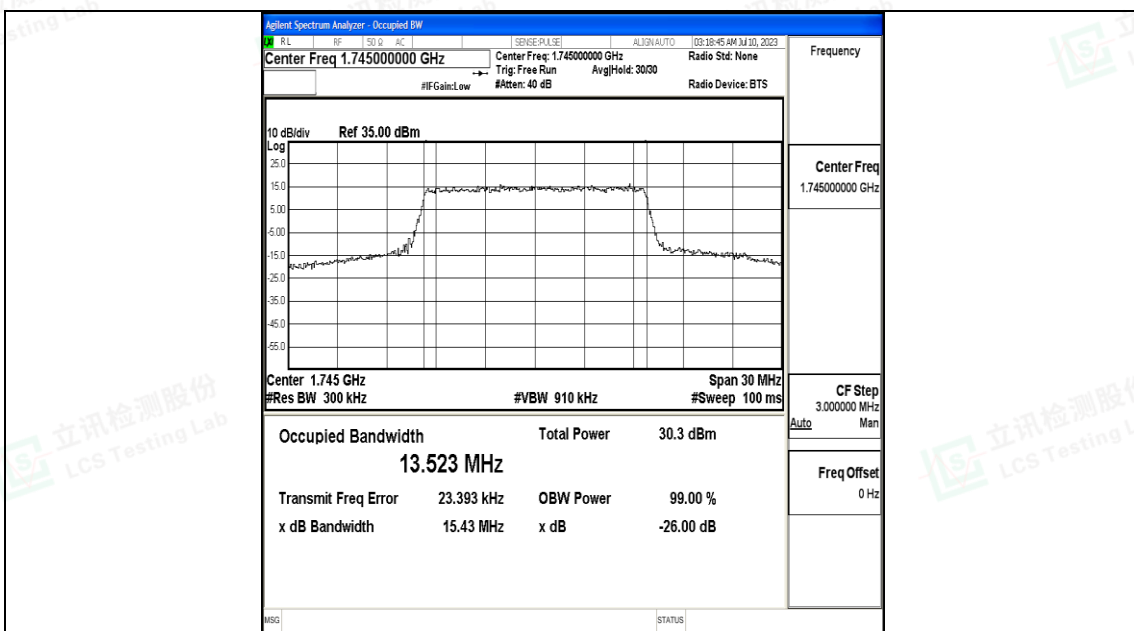 Agilent Spectrum Analyzer - Occupied BW
RL RF 50 Ω AC SENSE:PULSE ALIGN AUTO 03:18:45 AM Jul 10, 2023
Center Freq 1.745000000 GHz
Center Freq: 1.745000000 GHz
Radio Std: None
Trig: Free Run Avg|Hold: 30/30
#IFGain:Low
#Atten: 40 dB
Radio Device: BTS
Frequency
10 dB/div Ref 35.00 dBm
Log
25.0
15.0
5.00
-5.00
-15.0
-25.0
-35.0
-45.0
-55.0
Center 1.745 GHz Span 30 MHz
#Res BW 300 kHz #VBW 910 kHz #Sweep 100 ms
Center Freq
1.745000000 GHz
CF Step
3.000000 MHz
Auto Man
Freq Offset
0 Hz
Occupied Bandwidth Total Power 30.3 dBm
13.523 MHz
Transmit Freq Error 23.393 kHz OBW Power 99.00 %
x dB Bandwidth 15.43 MHz x dB -26.00 dB
MSG STATUS
立讯检测股份
LCS Testing Lab
立讯检测股份
LCS Testing L